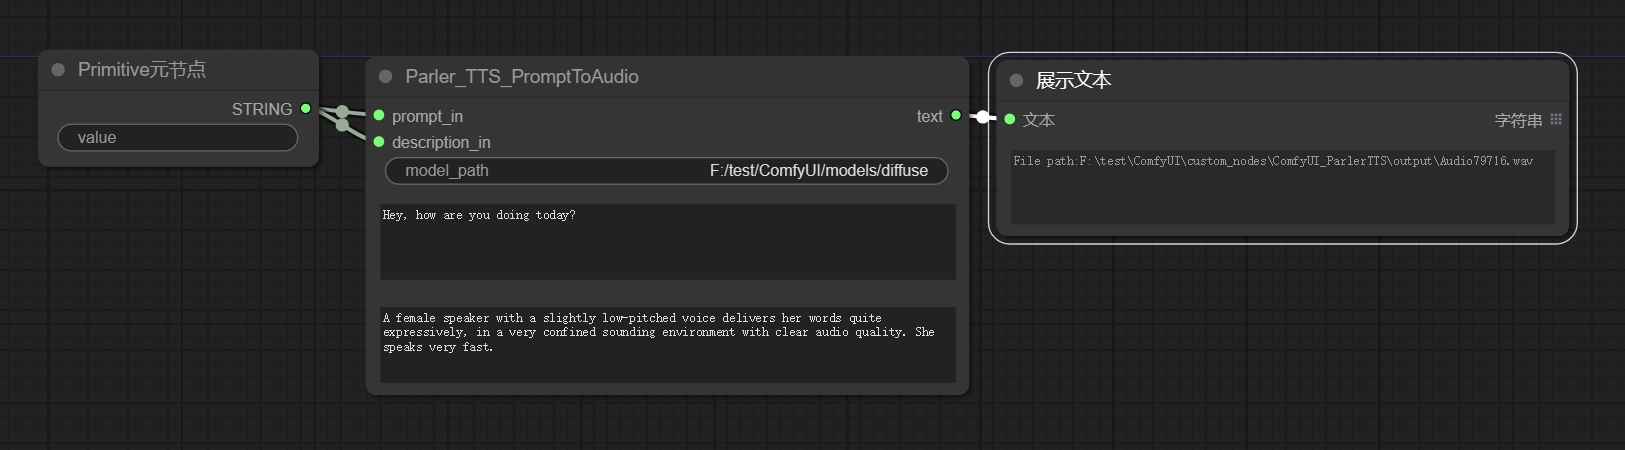 Primitive元节点
STRING
value
Parler_TTS_PromptToAudio
prompt_in
text
description_in
model_path F:/test/ComfyUI/models/diffuse
Hey, how are you doing today?
A female speaker with a slightly low-pitched voice delivers her words quite
expressively, in a very confined sounding environment with clear audio quality. She
speaks very fast.
展示文本
文本
字符串
File path:F:\test\ComfyUI\custom_nodes\ComfyUI_ParlerTTS\output\Audio79716.wav